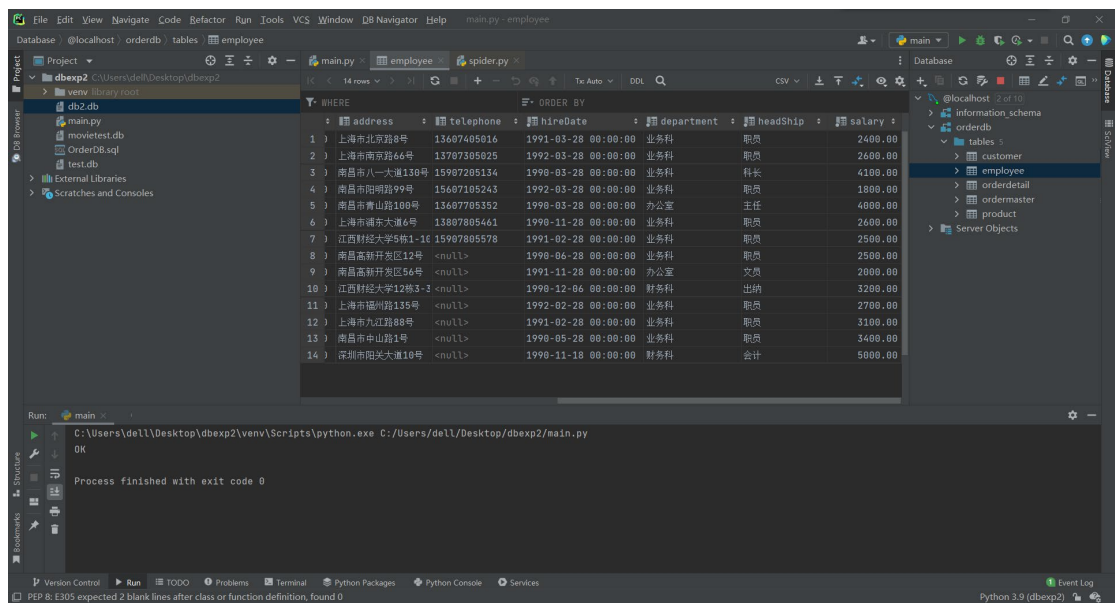 File Edit View Navigate Code Refactor Run Tools VCS Window DB Navigator Help main.py - employee
Database @localhost orderdb tables employee
main
Project
main.py employee spider.py
Database
dbexp2 C:\Users\dell\Desktop\dbexp2
14 rows Tx: Auto DDL CSV
venv library root
db2.db
main.py
movietest.db
OrderDB.sql
test.db
External Libraries
Scratches and Consoles
WHERE ORDER BY
address telephone hireDate department headShip salary
1 上海市北京路8号 13607405016 1991-03-28 00:00:00 业务科 职员 2400.00
2 上海市南京路66号 13707305025 1992-03-28 00:00:00 业务科 职员 2600.00
3 南昌市八一大道130号 15907205134 1990-03-28 00:00:00 业务科 科长 4100.00
4 南昌市阳明路99号 15607105243 1992-03-28 00:00:00 业务科 职员 1800.00
5 南昌市青山路100号 13607705352 1990-03-28 00:00:00 办公室 主任 4000.00
6 上海市浦东大道6号 13807805461 1990-11-28 00:00:00 业务科 职员 2600.00
7 江西财经大学5栋1-10 15907805578 1991-02-28 00:00:00 业务科 职员 2500.00
8 南昌高新开发区12号 <null> 1990-06-28 00:00:00 业务科 职员 2500.00
9 南昌高新开发区56号 <null> 1991-11-28 00:00:00 办公室 文员 2000.00
10 江西财经大学12栋3-3 <null> 1990-12-06 00:00:00 财务科 出纳 3200.00
11 上海市福州路135号 <null> 1992-02-28 00:00:00 业务科 职员 2700.00
12 上海市九江路88号 <null> 1991-02-28 00:00:00 业务科 职员 3100.00
13 南昌市中山路1号 <null> 1990-05-28 00:00:00 业务科 职员 3400.00
14 深圳市阳关大道10号 <null> 1990-11-18 00:00:00 财务科 会计 5000.00
@localhost 2 of 10
information_schema
orderdb
tables 5
customer
employee
orderdetail
ordermaster
product
Server Objects
Project
DB Browser
Structure
Bookmarks
Database
SciView
Run: main
C:\Users\dell\Desktop\dbexp2\venv\Scripts\python.exe C:/Users/dell/Desktop/dbexp2/main.py
OK
Process finished with exit code 0
Version Control Run TODO Problems Terminal Python Packages Python Console Services 1 Event Log
PEP 8: E305 expected 2 blank lines after class or function definition, found 0 Python 3.9 (dbexp2)